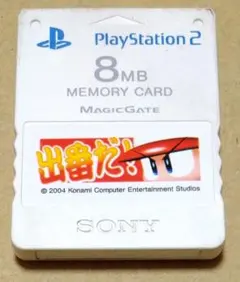 PlayStation 2
8MB
MEMORY CARD
MAGICGATE
出番だ!
© 2004 Konami Computer Entertainment Studios
SONY